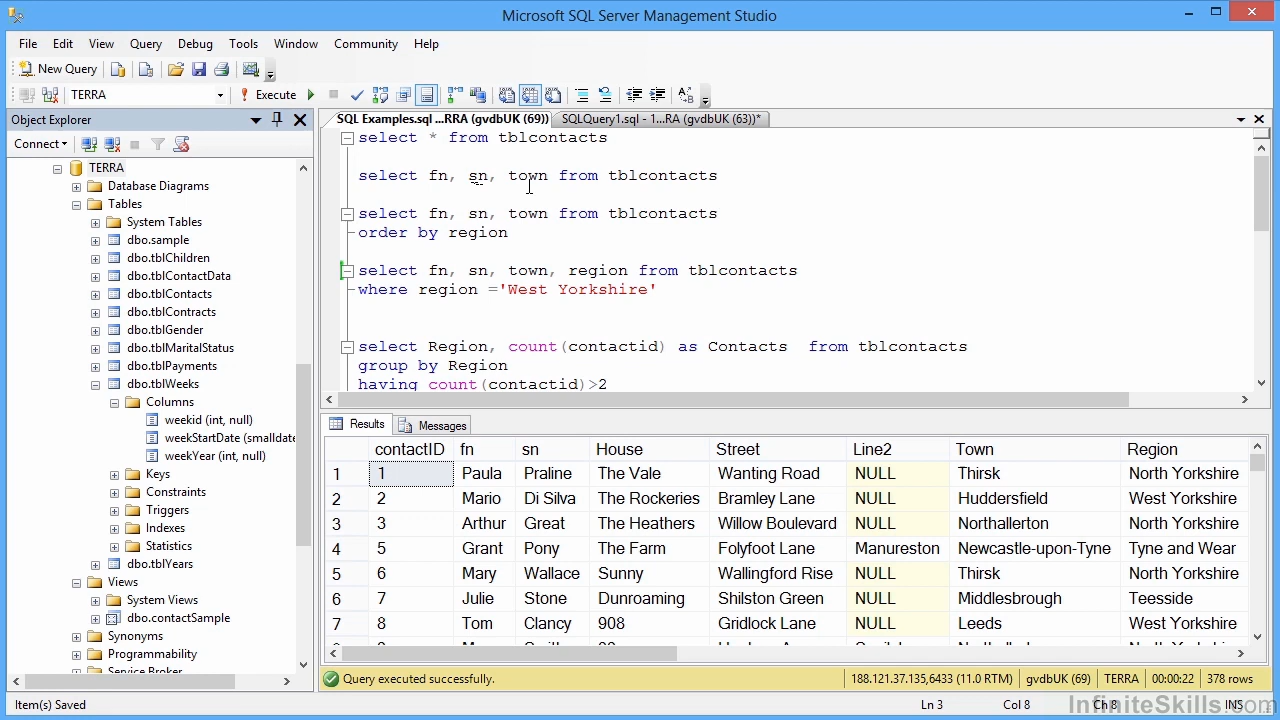 Microsoft SQL Server Management Studio
File Edit View Query Debug Tools Window Community Help
New Query
TERRA Execute
Object Explorer
Connect
TERRA
Database Diagrams
Tables
System Tables
dbo.sample
dbo.tblChildren
dbo.tblContactData
dbo.tblContacts
dbo.tblContracts
dbo.tblGender
dbo.tblMaritalStatus
dbo.tblPayments
dbo.tblWeeks
Columns
weekid (int, null)
weekStartDate (smalldate
weekYear (int, null)
Keys
Constraints
Triggers
Indexes
Statistics
dbo.tblYears
Views
System Views
dbo.contactSample
Synonyms
Programmability
Service Broker
SQL Examples.sql ...RRA (gvdbUK (69)) SQLQuery1.sql - 1...RA (gvdbUK (63))*
select * from tblcontacts
select fn, sn, town from tblcontacts
select fn, sn, town from tblcontacts
order by region
select fn, sn, town, region from tblcontacts
where region ='West Yorkshire'
select Region, count(contactid) as Contacts from tblcontacts
group by Region
having count(contactid)>2
Results Messages
contactID fn sn House Street Line2 Town Region
1 1 Paula Praline The Vale Wanting Road NULL Thirsk North Yorkshire
2 2 Mario Di Silva The Rockeries Bramley Lane NULL Huddersfield West Yorkshire
3 3 Arthur Great The Heathers Willow Boulevard NULL Northallerton North Yorkshire
4 5 Grant Pony The Farm Folyfoot Lane Manureston Newcastle-upon-Tyne Tyne and Wear
5 6 Mary Wallace Sunny Wallingford Rise NULL Thirsk North Yorkshire
6 7 Julie Stone Dunroaming Shilston Green NULL Middlesbrough Teesside
7 8 Tom Clancy 908 Gridlock Lane NULL Leeds West Yorkshire
Query executed successfully. 188.121.37.135,6433 (11.0 RTM) gvdbUK (69) TERRA 00:00:22 378 rows
Item(s) Saved Ln 3 Col 8 Ch 8 INS
InfiniteSkills.com